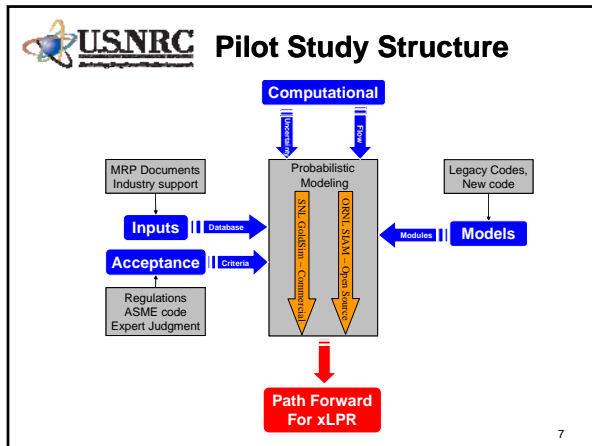 U.S.NRC
Pilot Study Structure
Computational
Uncertainty
Flow
MRP Documents
Industry support
Probabilistic
Modeling
Legacy Codes,
New code
Inputs
Database
SNL GoldSim – Commercial
ORNL SIAM – Open Source
Modules
Models
Acceptance
Criteria
Regulations
ASME code
Expert Judgment
Path Forward
For xLPR
7